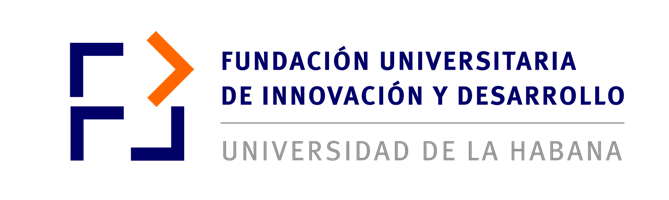 FUNDACIÓN UNIVERSITARIA
DE INNOVACIÓN Y DESARROLLO
UNIVERSIDAD DE LA HABANA